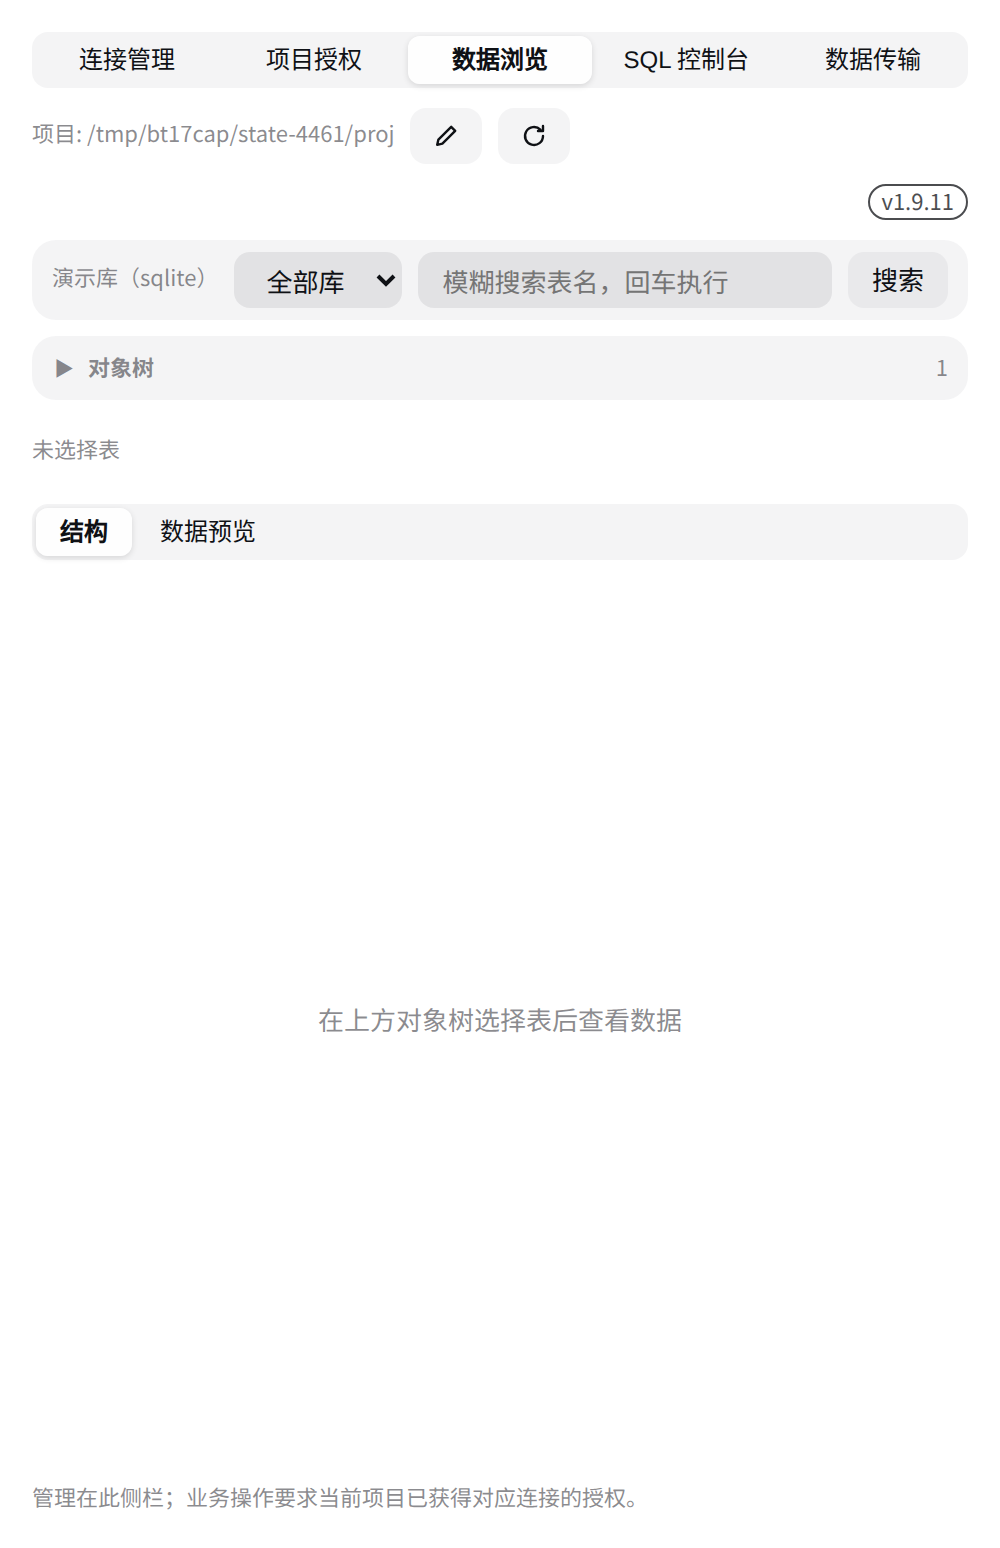 连接管理 项目授权 数据浏览 SQL 控制台 数据传输
项目: /tmp/bt17cap/state-4461/proj
v1.9.11
演示库（sqlite） 全部库 模糊搜索表名，回车执行 搜索
▶ 对象树 1
未选择表
结构 数据预览
在上方对象树选择表后查看数据
管理在此侧栏；业务操作要求当前项目已获得对应连接的授权。